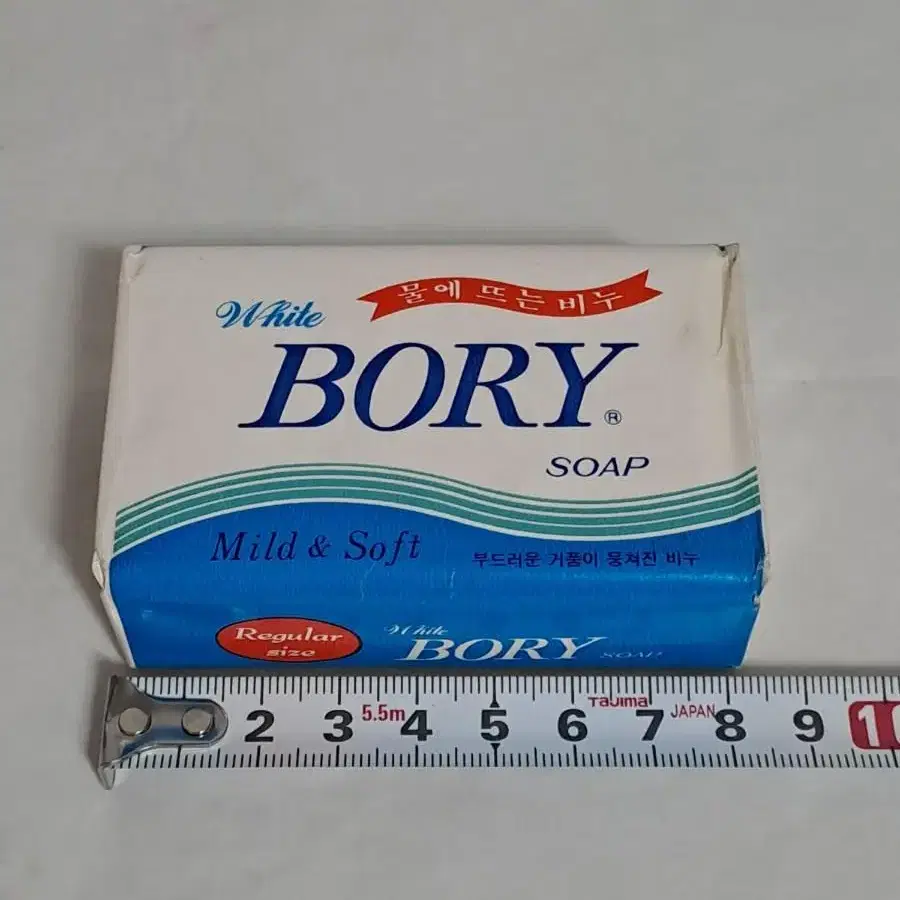 물에 뜨는 비누
White
BORY®
SOAP
Mild & Soft
부드러운 거품이 뭉쳐진 비누
Regular
size
White
BORY SOAP
2 3 5.5m 4 5 6 Tajima 7 JAPAN 8 9 10